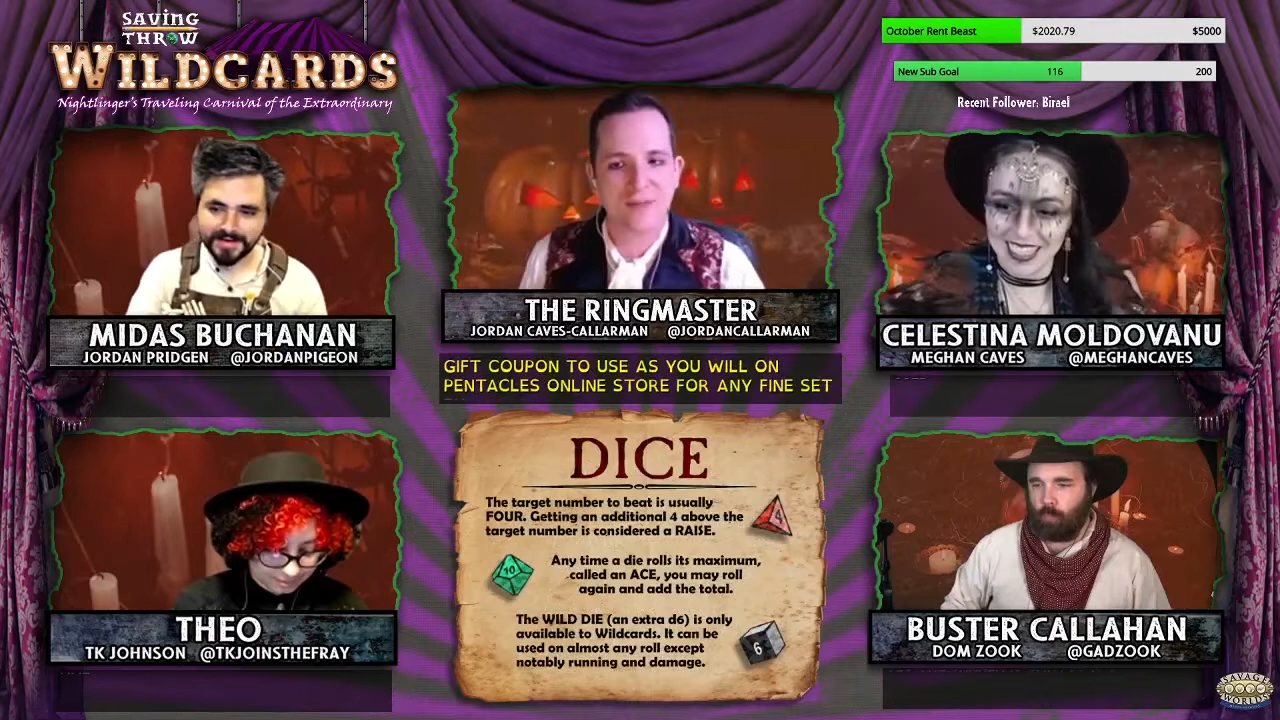 SAVING
THROW
WILDCARDS
Nightlinger's Traveling Carnival of the Extraordinary
October Rent Beast $2020.79 $5000
New Sub Goal 116 200
Recent Follower: Birael
MIDAS BUCHANAN
JORDAN PRIDGEN @JORDANPIGEON
THE RINGMASTER
JORDAN CAVES-CALLARMAN @JORDANCALLARMAN
CELESTINA MOLDOVANU
MEGHAN CAVES @MEGHANCAVES
GIFT COUPON TO USE AS YOU WILL ON
PENTACLES ONLINE STORE FOR ANY FINE SET
DICE
The target number to beat is usually
FOUR. Getting an additional 4 above the
target number is considered a RAISE.
4
10
Any time a die rolls its maximum,
called an ACE, you may roll
again and add the total.
The WILD DIE (an extra d6) is only
available to Wildcards. It can be
used on almost any roll except
notably running and damage.
6
THEO
TK JOHNSON @TKJOINSTHEFRAY
BUSTER CALLAHAN
DOM ZOOK @GADZOOK
SAVAGE
WORLDS